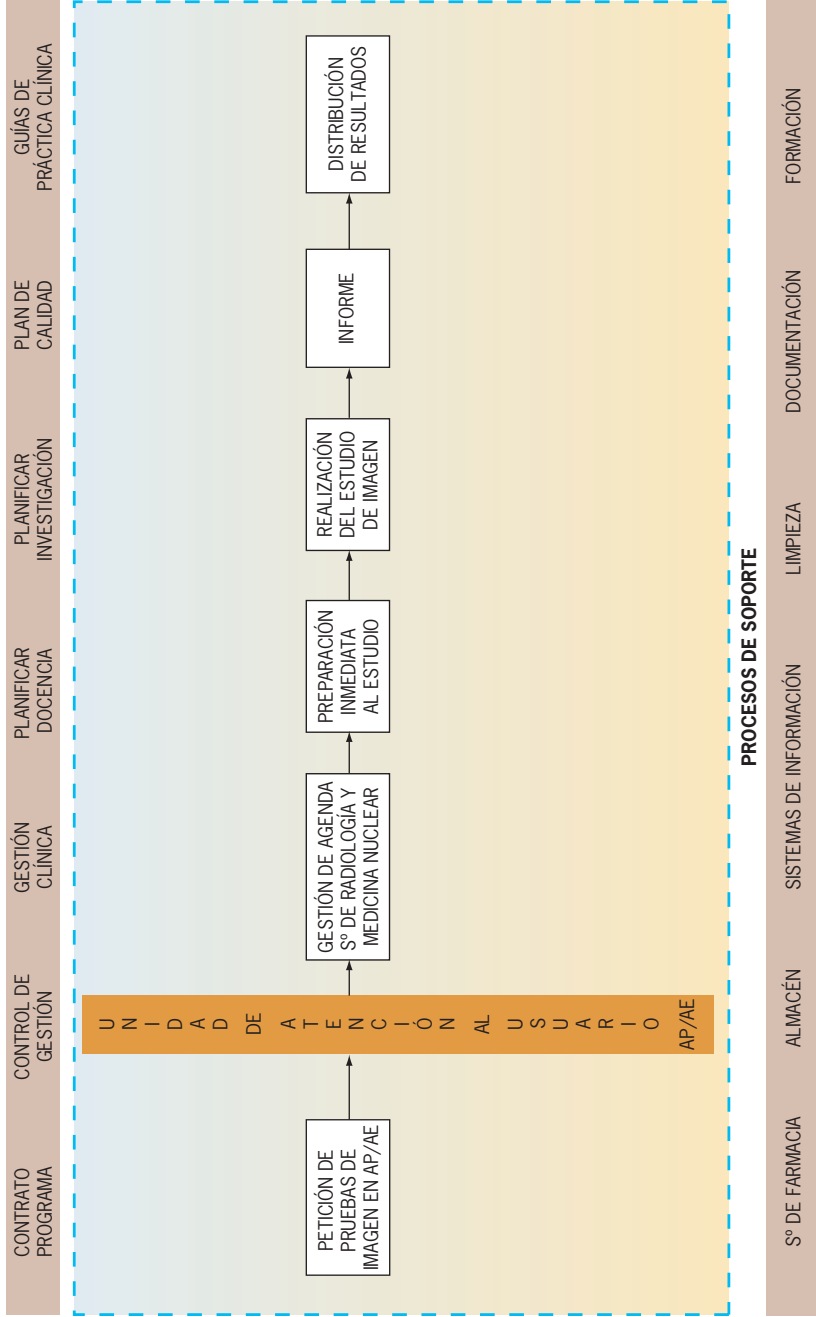 CONTRATO
PROGRAMA
CONTROL DE
GESTIÓN
GESTIÓN
CLÍNICA
PLANIFICAR
DOCENCIA
PLANIFICAR
INVESTIGACIÓN
PLAN DE
CALIDAD
GUÍAS DE
PRÁCTICA CLÍNICA
PETICIÓN DE
PRUEBAS DE
IMAGEN EN AP/AE
U
N
I
D
A
D
DE
A
T
E
N
C
I
Ó
N
AL
U
S
U
A
R
I
O
AP/AE
GESTIÓN DE AGENDA
Sº DE RADIOLOGÍA Y
MEDICINA NUCLEAR
PREPARACIÓN
INMEDIATA
AL ESTUDIO
REALIZACIÓN
DEL ESTUDIO
DE IMAGEN
INFORME
DISTRIBUCIÓN
DE RESULTADOS
PROCESOS DE SOPORTE
Sº DE FARMACIA
ALMACÉN
SISTEMAS DE INFORMACIÓN
LIMPIEZA
DOCUMENTACIÓN
FORMACIÓN